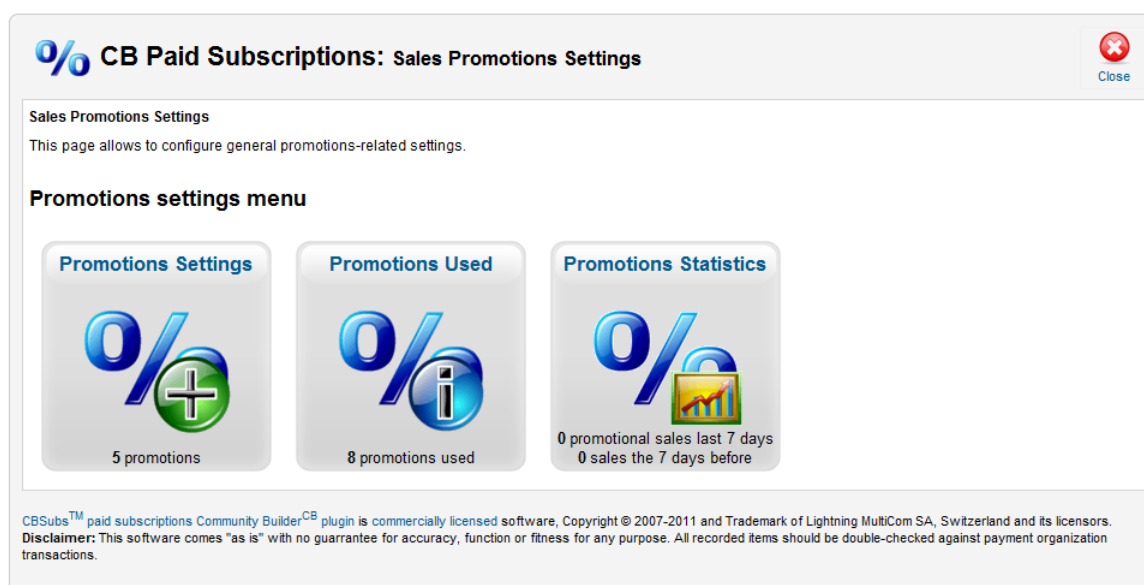 CB Paid Subscriptions: Sales Promotions Settings
Close
Sales Promotions Settings
This page allows to configure general promotions-related settings.
Promotions settings menu
Promotions Settings
5 promotions
Promotions Used
8 promotions used
Promotions Statistics
0 promotional sales last 7 days
0 sales the 7 days before
CBSubs™ paid subscriptions Community Builder CB plugin is commercially licensed software, Copyright © 2007-2011 and Trademark of Lightning MultiCom SA, Switzerland and its licensors.
Disclaimer: This software comes "as is" with no guarrantee for accuracy, function or fitness for any purpose. All recorded items should be double-checked against payment organization
transactions.